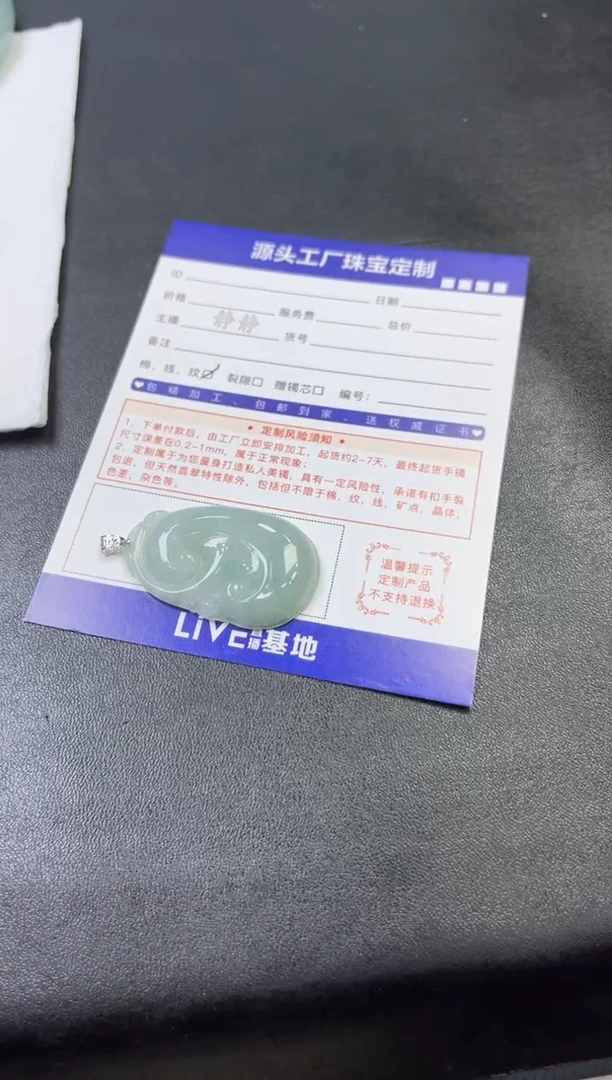 源头工厂珠宝定制
ID 日期
价格 服务费 总价
主播 静静 货号
备注
棉、线、纹☑ 裂隙口 赠镯芯口 编号：
包精加工、包邮到家、送权威证书
定制风险须知
1、下单付款后，由工厂立即安排加工，起货约2-7天，最终起货手镯
尺寸误差在0.2-1mm，属于正常现象；
2、定制属于为您量身打造私人美镯，具有一定风险性，承诺有扣手裂
包退，但天然翡翠特性除外，包括但不限于棉，纹，线，矿点，晶体，
色差，杂色等。
温馨提示
定制产品
不支持退换
LIVE 基地